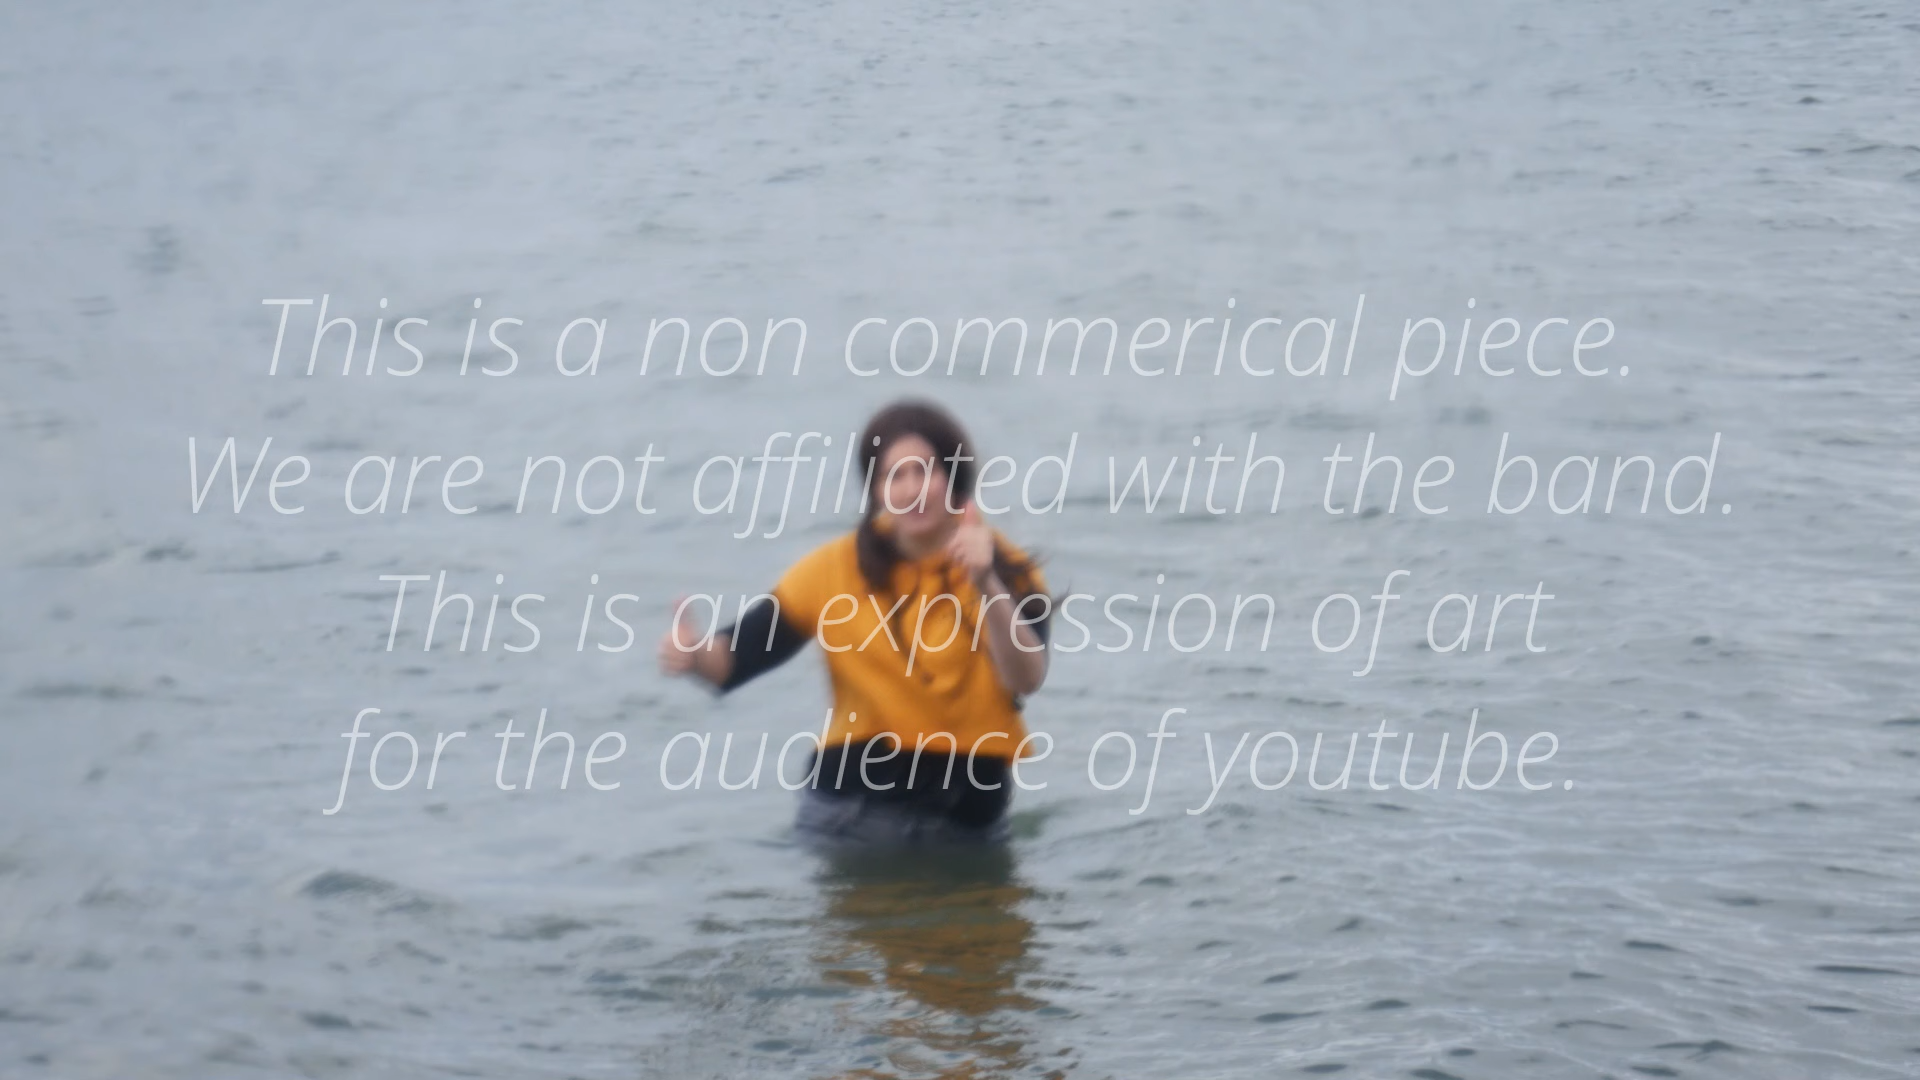 This is a non commerical piece.
We are not affiliated with the band.
This is an expression of art
for the audience of youtube.